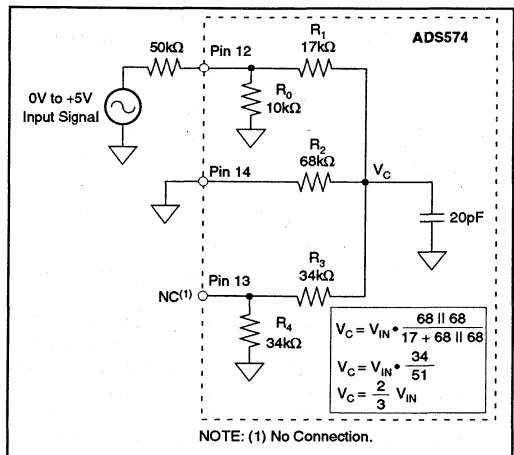 ADS574
50kΩ
Pin 12
R1
17kΩ
0V to +5V
Input Signal
R0
10kΩ
Pin 14
R2
68kΩ
VC
20pF
Pin 13
NC(1)
R3
34kΩ
R4
34kΩ
VC = VIN • 68 || 68 / 17 + 68 || 68
VC = VIN • 34 / 51
VC = 2 / 3 VIN
NOTE: (1) No Connection.